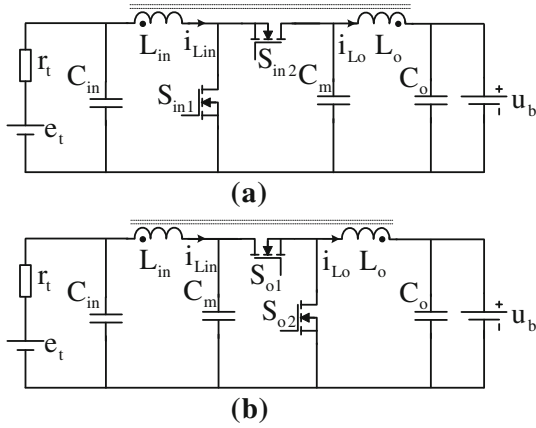 L_in i_Lin S_in2 C_m i_Lo L_o
r_t C_in S_in1 C_o u_b
e_t
(a)
L_in i_Lin S_o1 i_Lo L_o
r_t C_in C_m S_o2 C_o u_b
e_t
(b)